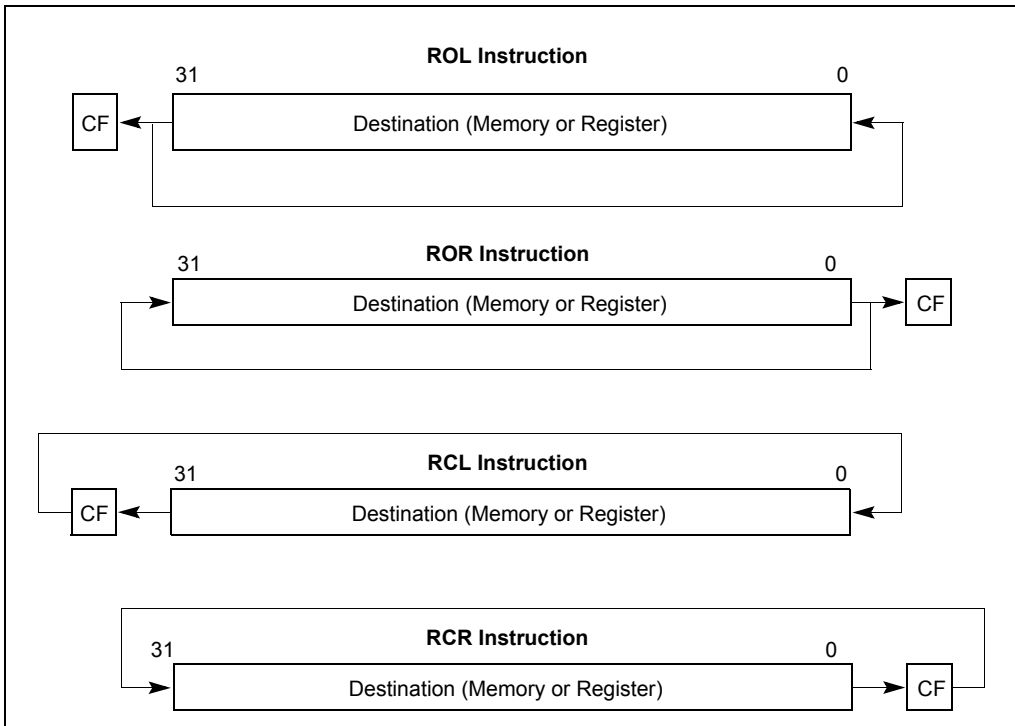 ROL Instruction
31 0
CF Destination (Memory or Register)
ROR Instruction
31 0
Destination (Memory or Register) CF
RCL Instruction
31 0
CF Destination (Memory or Register)
RCR Instruction
31 0
Destination (Memory or Register) CF